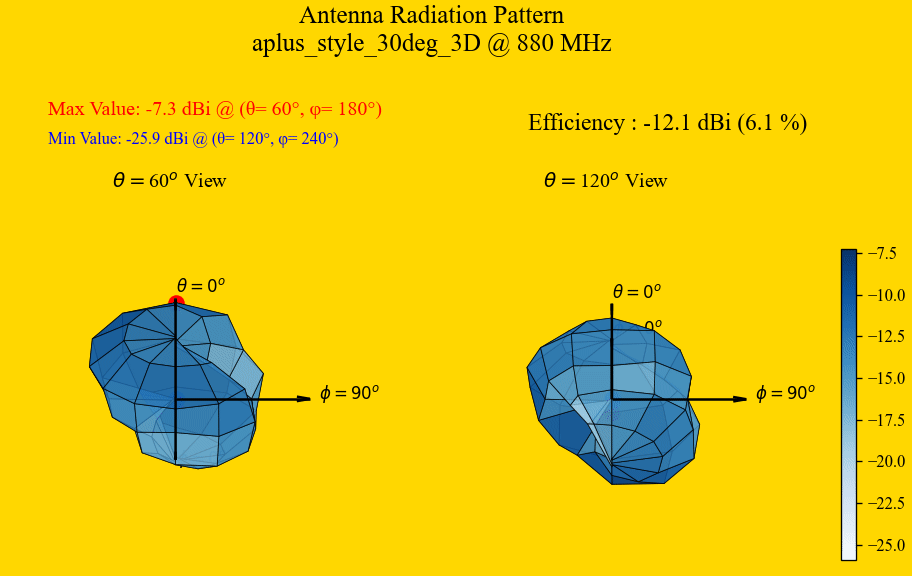 Antenna Radiation Pattern
aplus_style_30deg_3D @ 880 MHz
Max Value: -7.3 dBi @ (θ= 60°, φ= 180°)
Min Value: -25.9 dBi @ (θ= 120°, φ= 240°)
Efficiency : -12.1 dBi (6.1 %)
θ = 60° View
θ = 120° View
θ = 0°
ϕ = 90°
θ = 0°
0°
ϕ = 90°
−7.5
−10.0
−12.5
−15.0
−17.5
−20.0
−22.5
−25.0